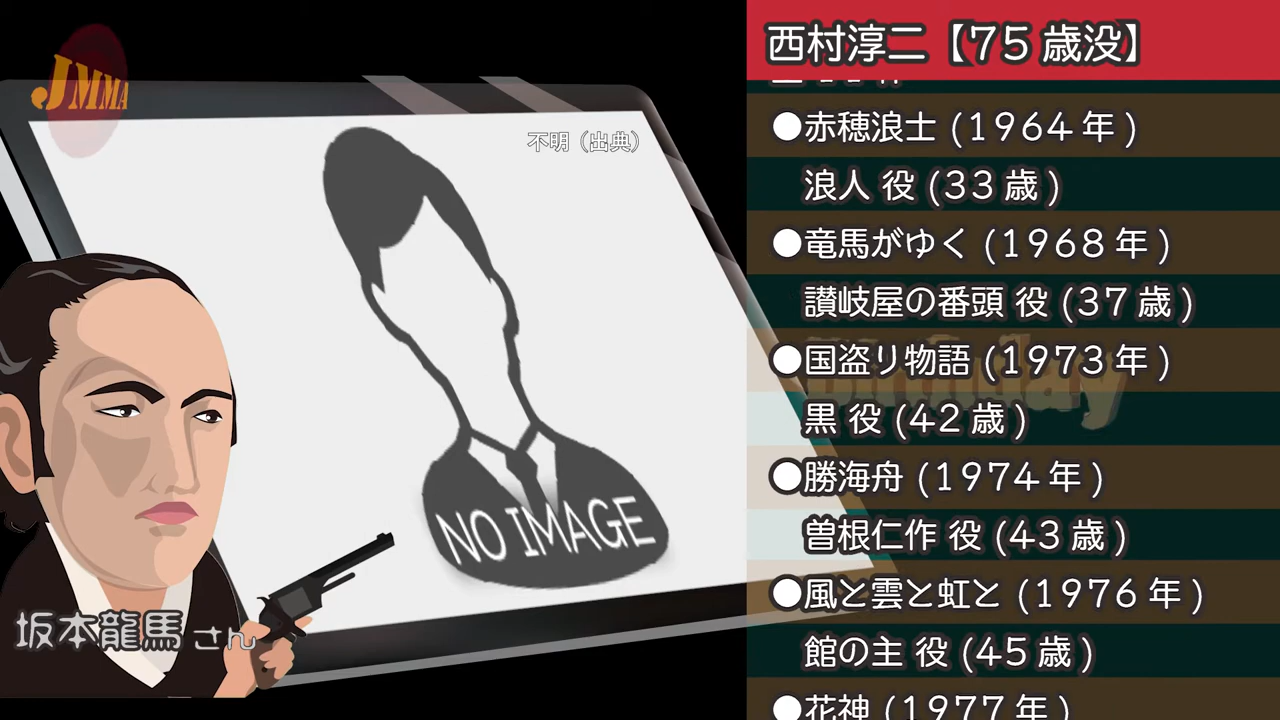 JMMA
不明（出典）
NO IMAGE
坂本龍馬 さん
西村淳二【75歳没】
●赤穂浪士 (1964年)
浪人 役 (33歳)
●竜馬がゆく (1968年)
讃岐屋の番頭 役 (37歳)
●国盗り物語 (1973年)
黒 役 (42歳)
●勝海舟 (1974年)
曽根仁作 役 (43歳)
●風と雲と虹と (1976年)
館の主 役 (45歳)
●花神 (1977年)